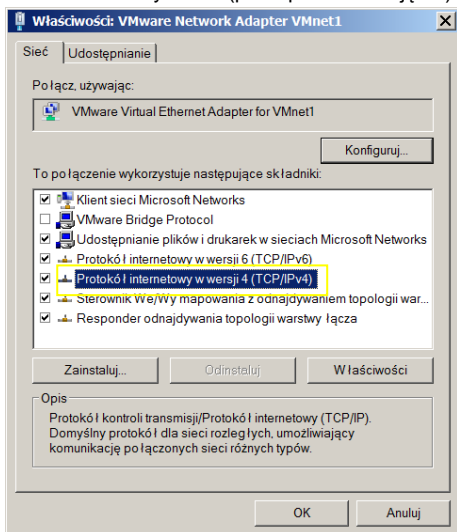 Właściwości: VMware Network Adapter VMnet1
Sieć Udostępnianie
Połącz, używając:
VMware Virtual Ethernet Adapter for VMnet1
Konfiguruj...
To połączenie wykorzystuje następujące składniki:
Klient sieci Microsoft Networks
VMware Bridge Protocol
Udostępnianie plików i drukarek w sieciach Microsoft Networks
Protokół internetowy w wersji 6 (TCP/IPv6)
Protokół internetowy w wersji 4 (TCP/IPv4)
Sterownik We/Wy mapowania z odnajdywaniem topologii war...
Responder odnajdywania topologii warstwy łącza
Zainstaluj... Odinstaluj Właściwości
Opis
Protokół kontroli transmisji/Protokół internetowy (TCP/IP).
Domyślny protokół dla sieci rozległych, umożliwiający
komunikację połączonych sieci różnych typów.
OK Anuluj